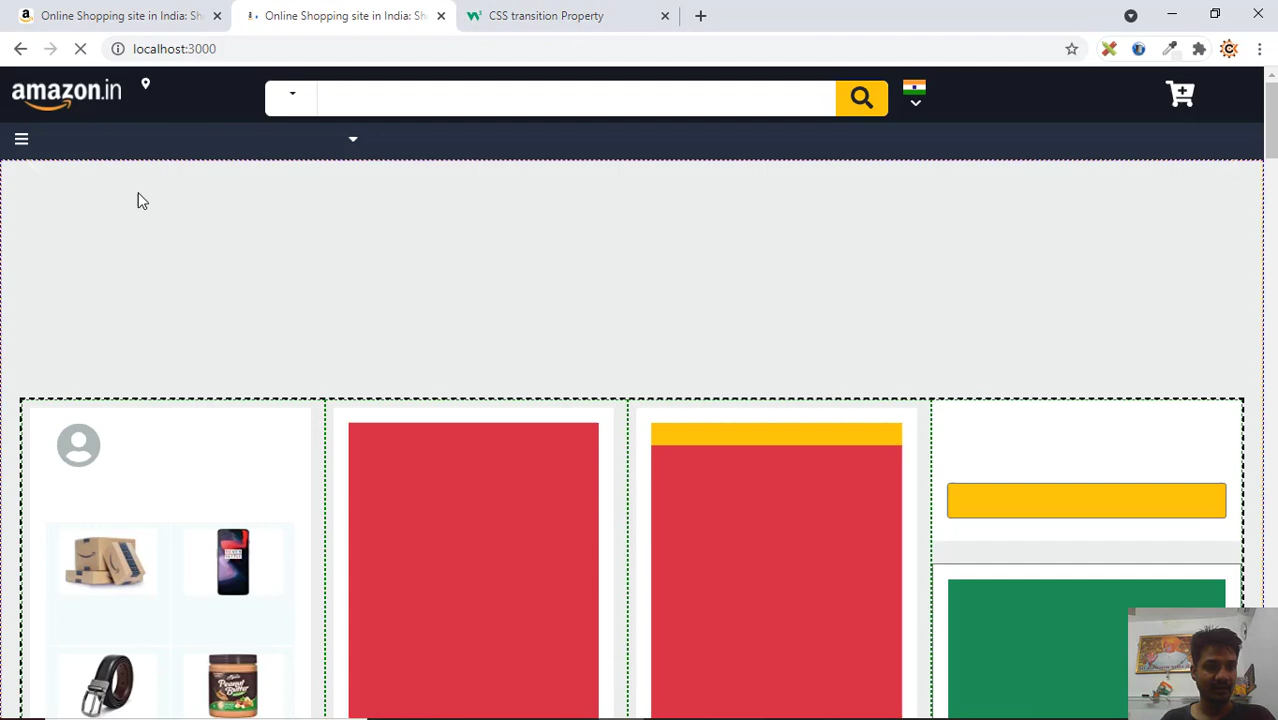 Online Shopping site in India: Sh
Online Shopping site in India: Sh
CSS transition Property
localhost:3000
amazon.in